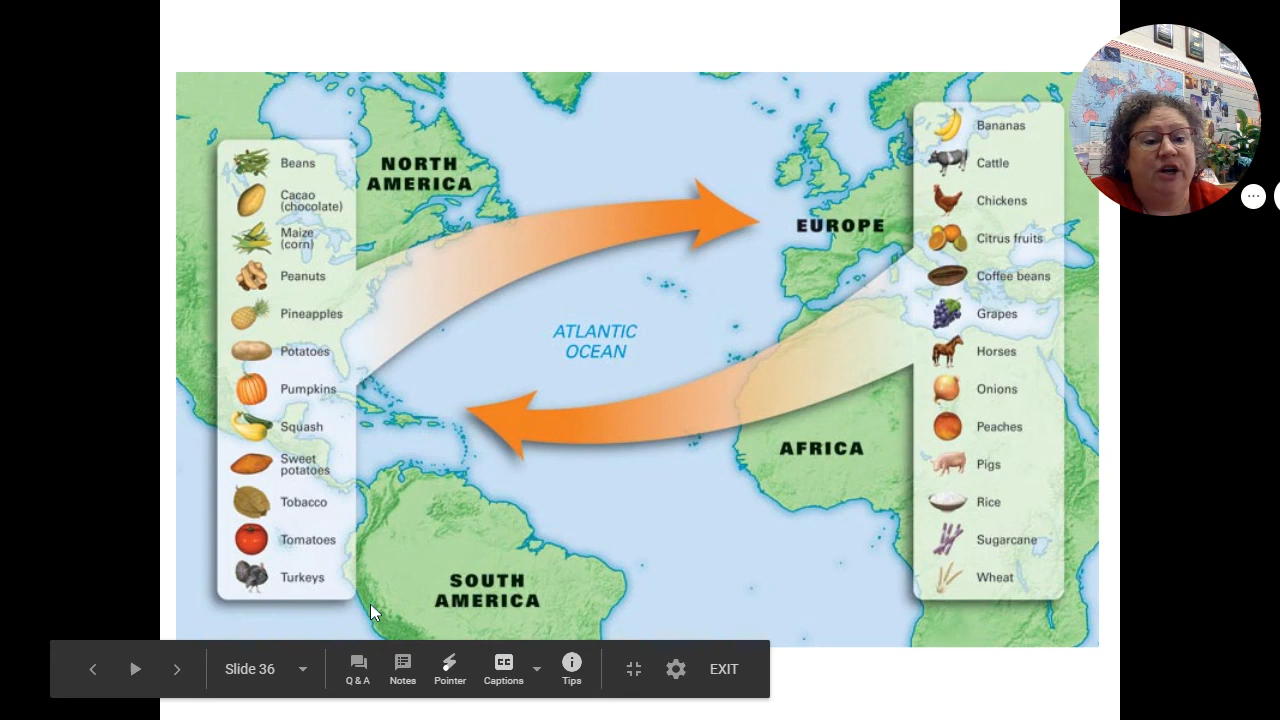 NORTH
AMERICA
EUROPE
ATLANTIC
OCEAN
AFRICA
SOUTH
AMERICA
Beans
Cacao
(chocolate)
Maize
(corn)
Peanuts
Pineapples
Potatoes
Pumpkins
Squash
Sweet
potatoes
Tobacco
Tomatoes
Turkeys
Bananas
Cattle
Chickens
Citrus fruits
Coffee beans
Grapes
Horses
Onions
Peaches
Pigs
Rice
Sugarcane
Wheat
Slide 36
Q & A
Notes
Pointer
CC
Captions
Tips
EXIT